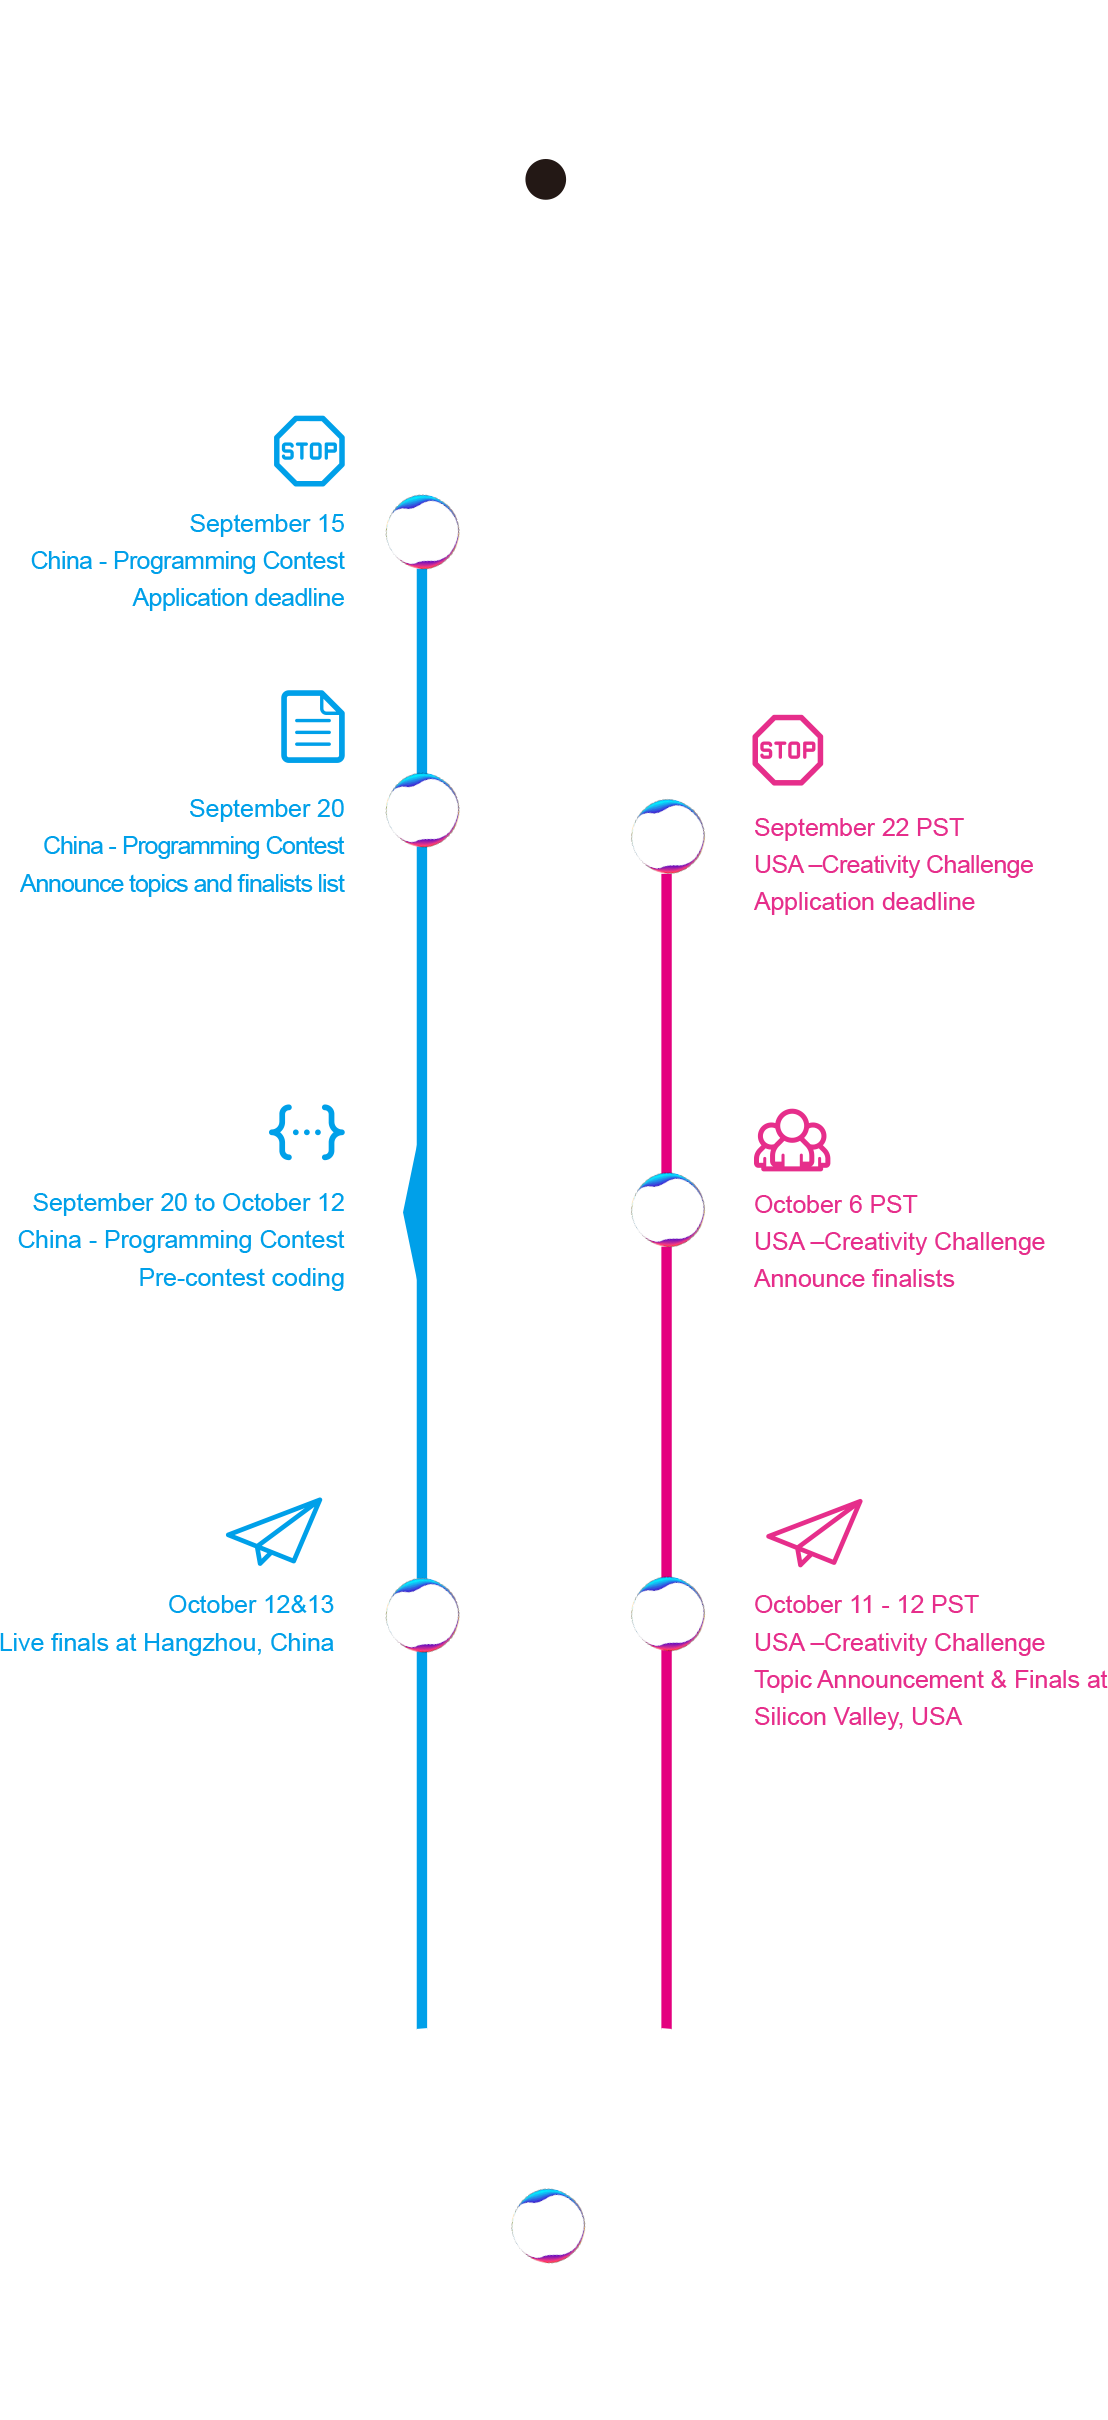 STOP
September 15
China - Programming Contest
Application deadline
September 20
China - Programming Contest
Announce topics and finalists list
STOP
September 22 PST
USA –Creativity Challenge
Application deadline
{...}
September 20 to October 12
China - Programming Contest
Pre-contest coding
October 6 PST
USA –Creativity Challenge
Announce finalists
October 12&13
Live finals at Hangzhou, China
October 11 - 12 PST
USA –Creativity Challenge
Topic Announcement & Finals at
Silicon Valley, USA